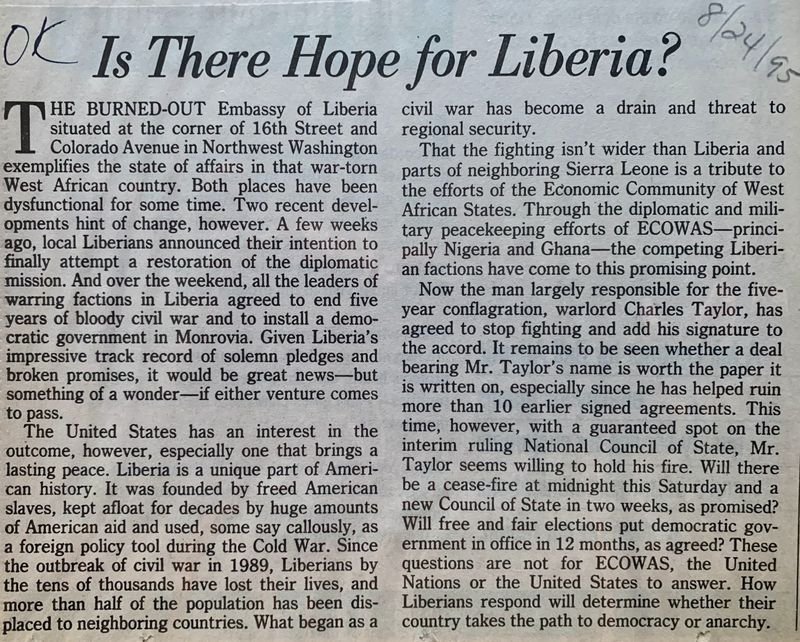 OK
8/24/95
Is There Hope for Liberia?
THE BURNED-OUT Embassy of Liberia
situated at the corner of 16th Street and
Colorado Avenue in Northwest Washington
exemplifies the state of affairs in that war-torn
West African country. Both places have been
dysfunctional for some time. Two recent devel-
opments hint of change, however. A few weeks
ago, local Liberians announced their intention to
finally attempt a restoration of the diplomatic
mission. And over the weekend, all the leaders of
warring factions in Liberia agreed to end five
years of bloody civil war and to install a demo-
cratic government in Monrovia. Given Liberia's
impressive track record of solemn pledges and
broken promises, it would be great news—but
something of a wonder—if either venture comes
to pass.
The United States has an interest in the
outcome, however, especially one that brings a
lasting peace. Liberia is a unique part of Ameri-
can history. It was founded by freed American
slaves, kept afloat for decades by huge amounts
of American aid and used, some say callously, as
a foreign policy tool during the Cold War. Since
the outbreak of civil war in 1989, Liberians by
the tens of thousands have lost their lives, and
more than half of the population has been dis-
placed to neighboring countries. What began as a
civil war has become a drain and threat to
regional security.
That the fighting isn't wider than Liberia and
parts of neighboring Sierra Leone is a tribute to
the efforts of the Economic Community of West
African States. Through the diplomatic and mili-
tary peacekeeping efforts of ECOWAS—princi-
pally Nigeria and Ghana—the competing Liberi-
an factions have come to this promising point.
Now the man largely responsible for the five-
year conflagration, warlord Charles Taylor, has
agreed to stop fighting and add his signature to
the accord. It remains to be seen whether a deal
bearing Mr. Taylor's name is worth the paper it
is written on, especially since he has helped ruin
more than 10 earlier signed agreements. This
time, however, with a guaranteed spot on the
interim ruling National Council of State, Mr.
Taylor seems willing to hold his fire. Will there
be a cease-fire at midnight this Saturday and a
new Council of State in two weeks, as promised?
Will free and fair elections put democratic gov-
ernment in office in 12 months, as agreed? These
questions are not for ECOWAS, the United
Nations or the United States to answer. How
Liberians respond will determine whether their
country takes the path to democracy or anarchy.